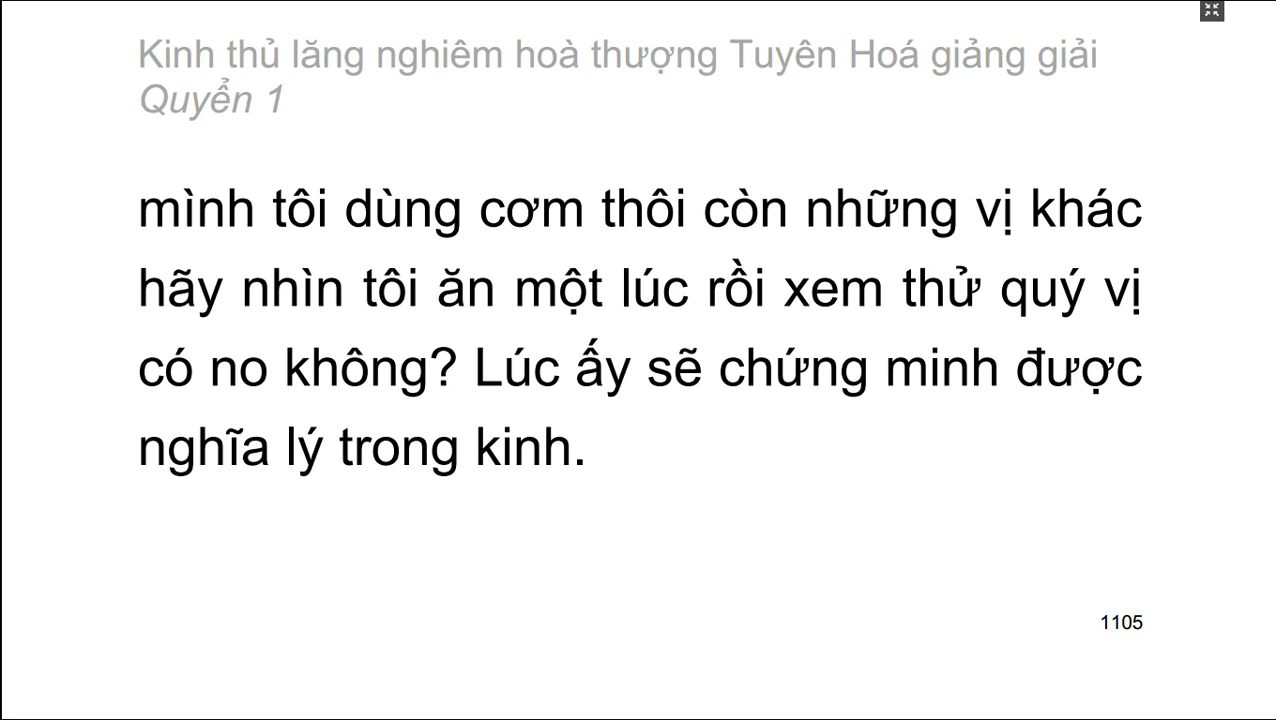 Kinh thủ lăng nghiêm hoà thượng Tuyên Hoá giảng giải
Quyển 1
mình tôi dùng cơm thôi còn những vị khác
hãy nhìn tôi ăn một lúc rồi xem thử quý vị
có no không? Lúc ấy sẽ chứng minh được
nghĩa lý trong kinh.
1105